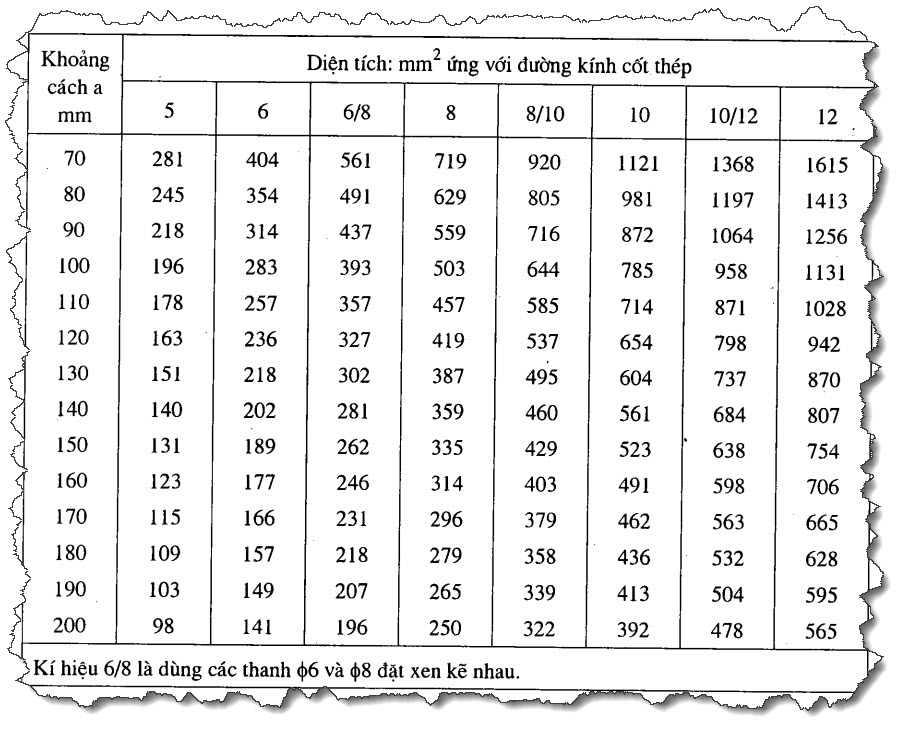 Khoảng cách a mm
Diện tích: mm² ứng với đường kính cốt thép
5 6 6/8 8 8/10 10 10/12 12
70 281 404 561 719 920 1121 1368 1615
80 245 354 491 629 805 981 1197 1413
90 218 314 437 559 716 872 1064 1256
100 196 283 393 503 644 785 958 1131
110 178 257 357 457 585 714 871 1028
120 163 236 327 419 537 654 798 942
130 151 218 302 387 495 604 737 870
140 140 202 281 359 460 561 684 807
150 131 189 262 335 429 523 638 754
160 123 177 246 314 403 491 598 706
170 115 166 231 296 379 462 563 665
180 109 157 218 279 358 436 532 628
190 103 149 207 265 339 413 504 595
200 98 141 196 250 322 392 478 565
Kí hiệu 6/8 là dùng các thanh ϕ6 và ϕ8 đặt xen kẽ nhau.